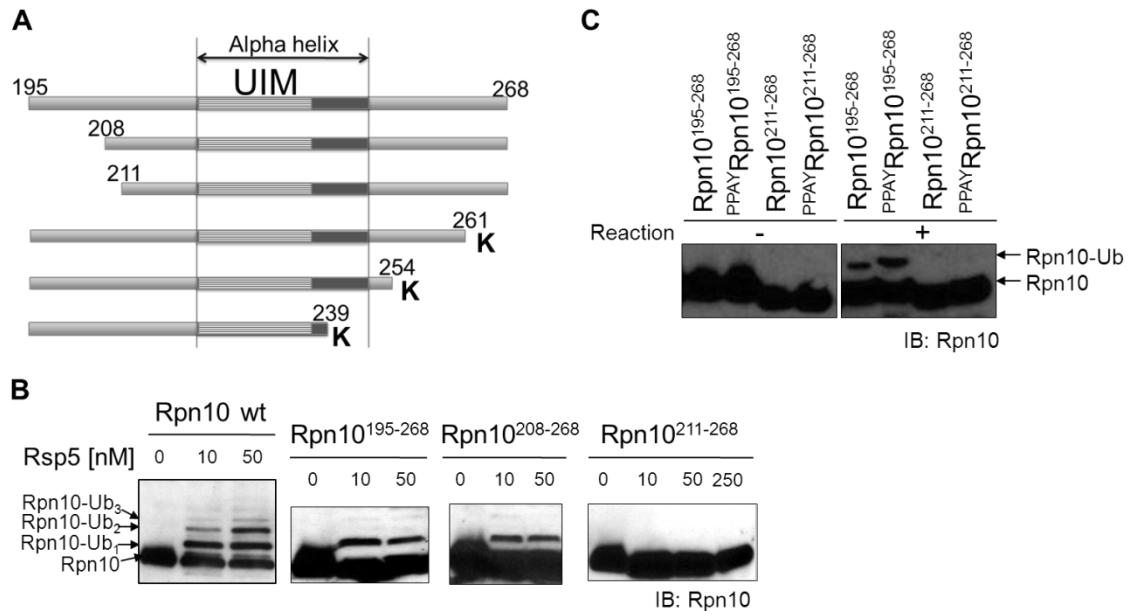 A
Alpha helix
UIM
195 268
208
211
261
K
254
K
239
K
B
Rpn10 wt
Rsp5 [nM] 0 10 50
Rpn10-Ub₃
Rpn10-Ub₂
Rpn10-Ub₁
Rpn10
Rpn10¹⁹⁵⁻²⁶⁸
0 10 50
Rpn10²⁰⁸⁻²⁶⁸
0 10 50
Rpn10²¹¹⁻²⁶⁸
0 10 50 250
IB: Rpn10
C
Rpn10¹⁹⁵⁻²⁶⁸
ᴾᴾᴬʸRpn10¹⁹⁵⁻²⁶⁸
Rpn10²¹¹⁻²⁶⁸
ᴾᴾᴬʸRpn10²¹¹⁻²⁶⁸
Rpn10¹⁹⁵⁻²⁶⁸
ᴾᴾᴬʸRpn10¹⁹⁵⁻²⁶⁸
Rpn10²¹¹⁻²⁶⁸
ᴾᴾᴬʸRpn10²¹¹⁻²⁶⁸
Reaction - +
Rpn10-Ub
Rpn10
IB: Rpn10